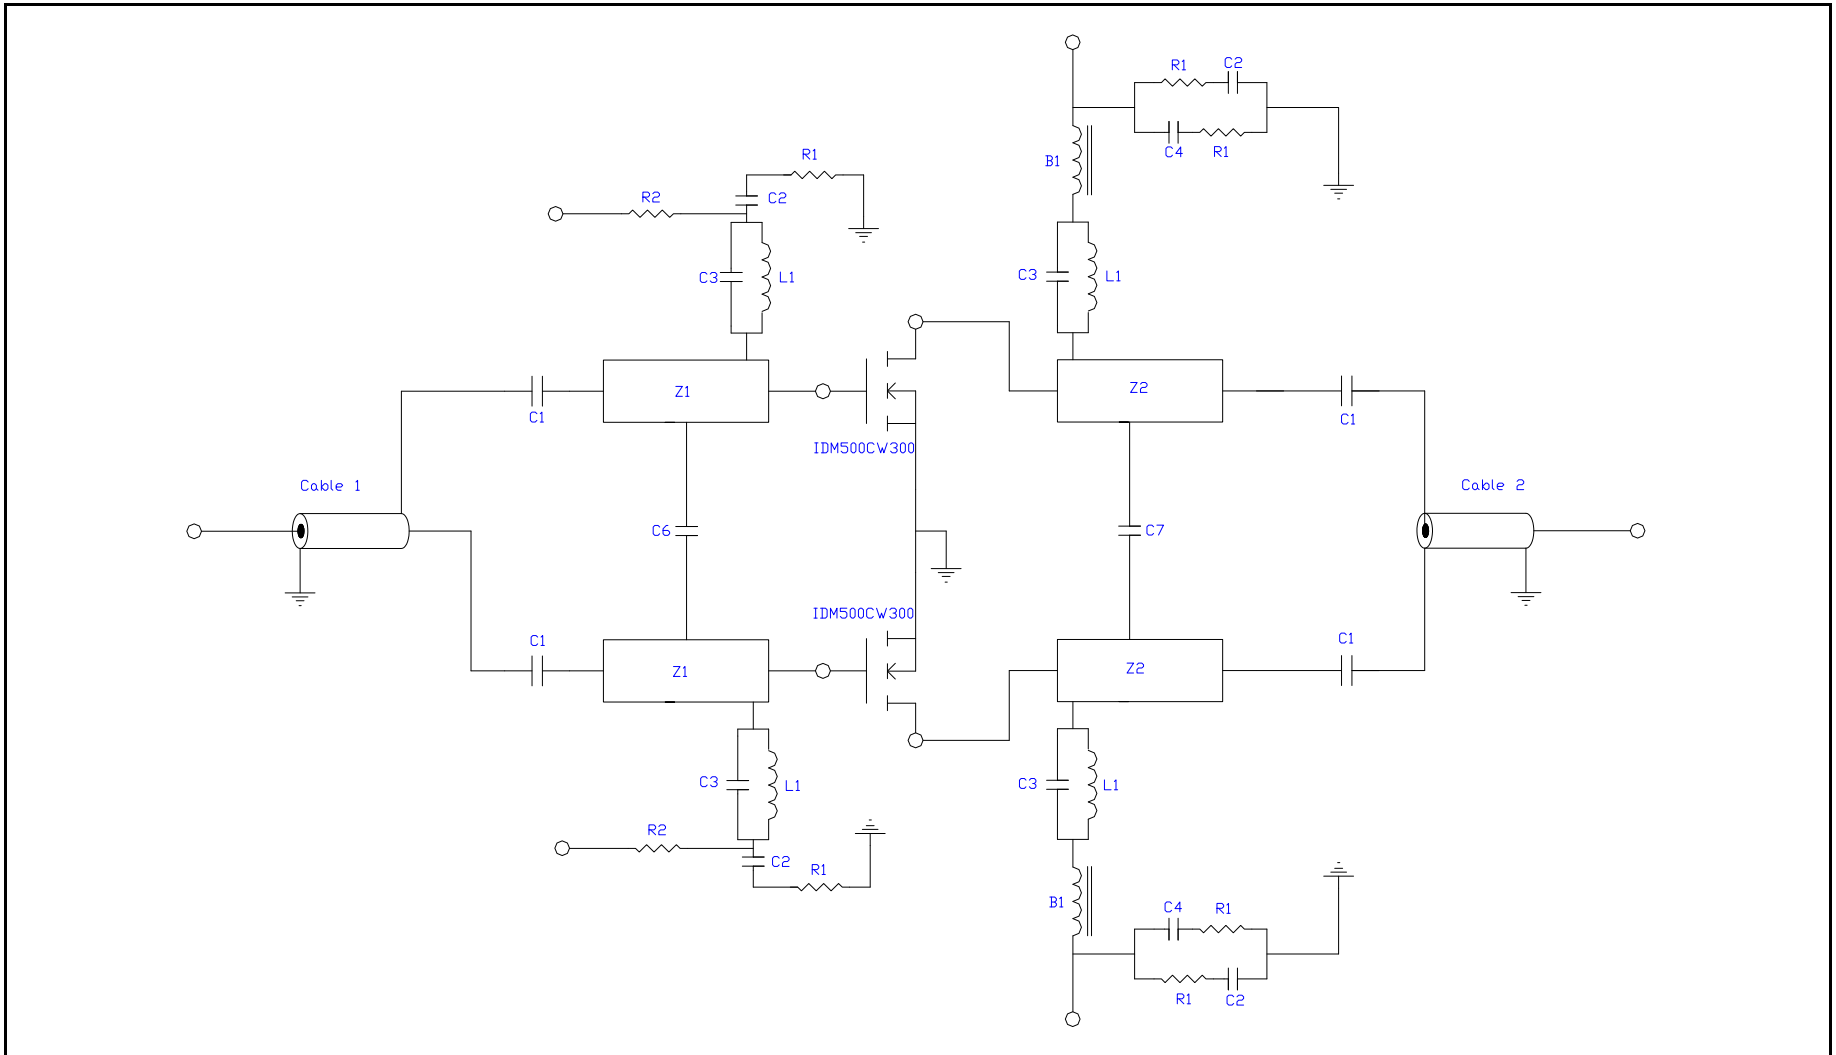 R1
C2
C4
R1
B1
R1
R2
C2
C3
L1
C3
L1
Z1
Z2
C1
C1
IDM500CW300
Cable 1
Cable 2
C6
C7
IDM500CW300
C1
C1
Z1
Z2
C3
L1
C3
L1
R2
C2
R1
B1
C4
R1
R1
C2